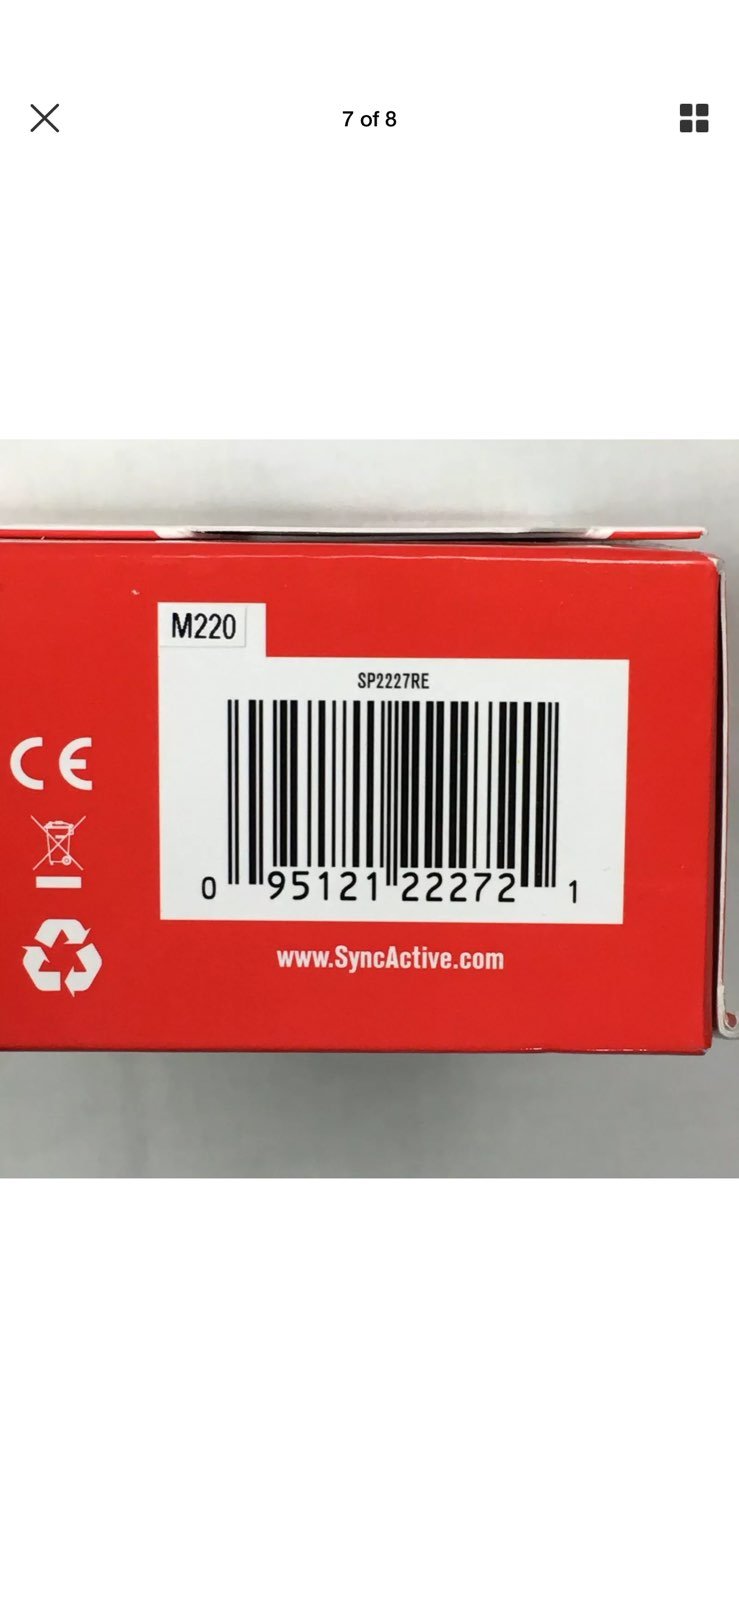 7 of 8
M220
SP2227RE
0 95121 22272 1
CE
www.SyncActive.com